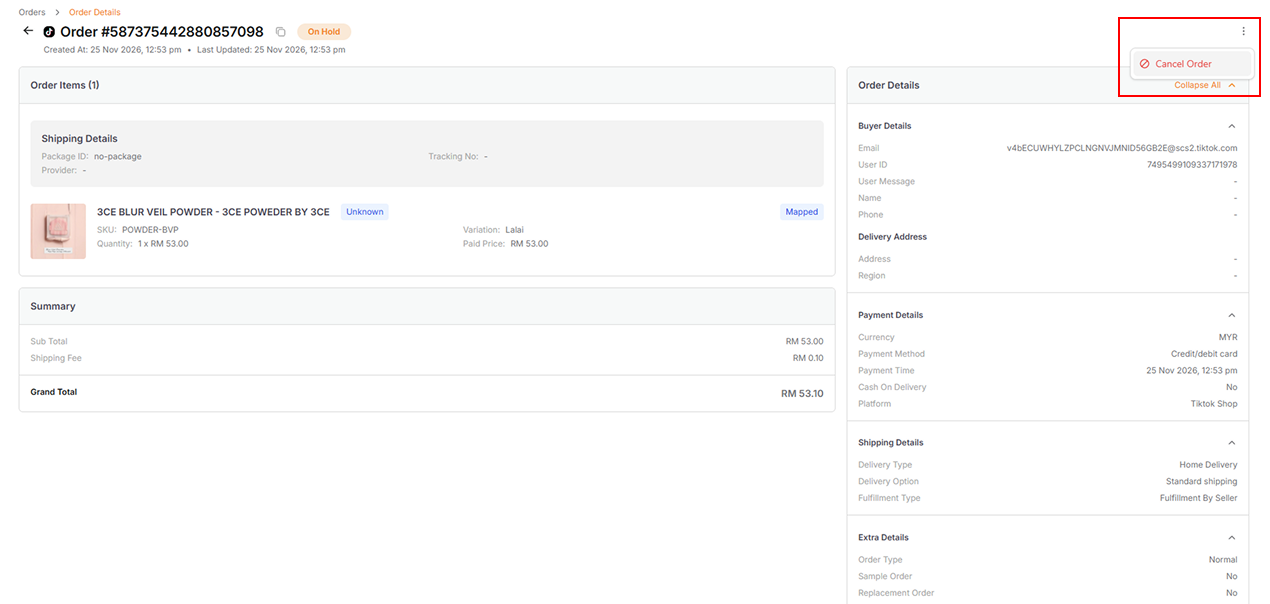 Orders > Order Details
Order #587375442880857098 On Hold
Created At: 25 Nov 2026, 12:53 pm • Last Updated: 25 Nov 2026, 12:53 pm
Cancel Order
Order Items (1)
Shipping Details
Package ID: no-package Tracking No: -
Provider: -
3CE BLUR VEIL POWDER - 3CE POWEDER BY 3CE Unknown Mapped
SKU: POWDER-BVP Variation: Lalai
Quantity: 1 x RM 53.00 Paid Price: RM 53.00
Summary
Sub Total RM 53.00
Shipping Fee RM 0.10
Grand Total RM 53.10
Order Details Collapse All
Buyer Details
Email v4bECUWHYLZPCLNGNVJMNID56GB2E@scs2.tiktok.com
User ID 7495499109337171978
User Message -
Name -
Phone -
Delivery Address
Address -
Region -
Payment Details
Currency MYR
Payment Method Credit/debit card
Payment Time 25 Nov 2026, 12:53 pm
Cash On Delivery No
Platform Tiktok Shop
Shipping Details
Delivery Type Home Delivery
Delivery Option Standard shipping
Fulfillment Type Fulfillment By Seller
Extra Details
Order Type Normal
Sample Order No
Replacement Order No